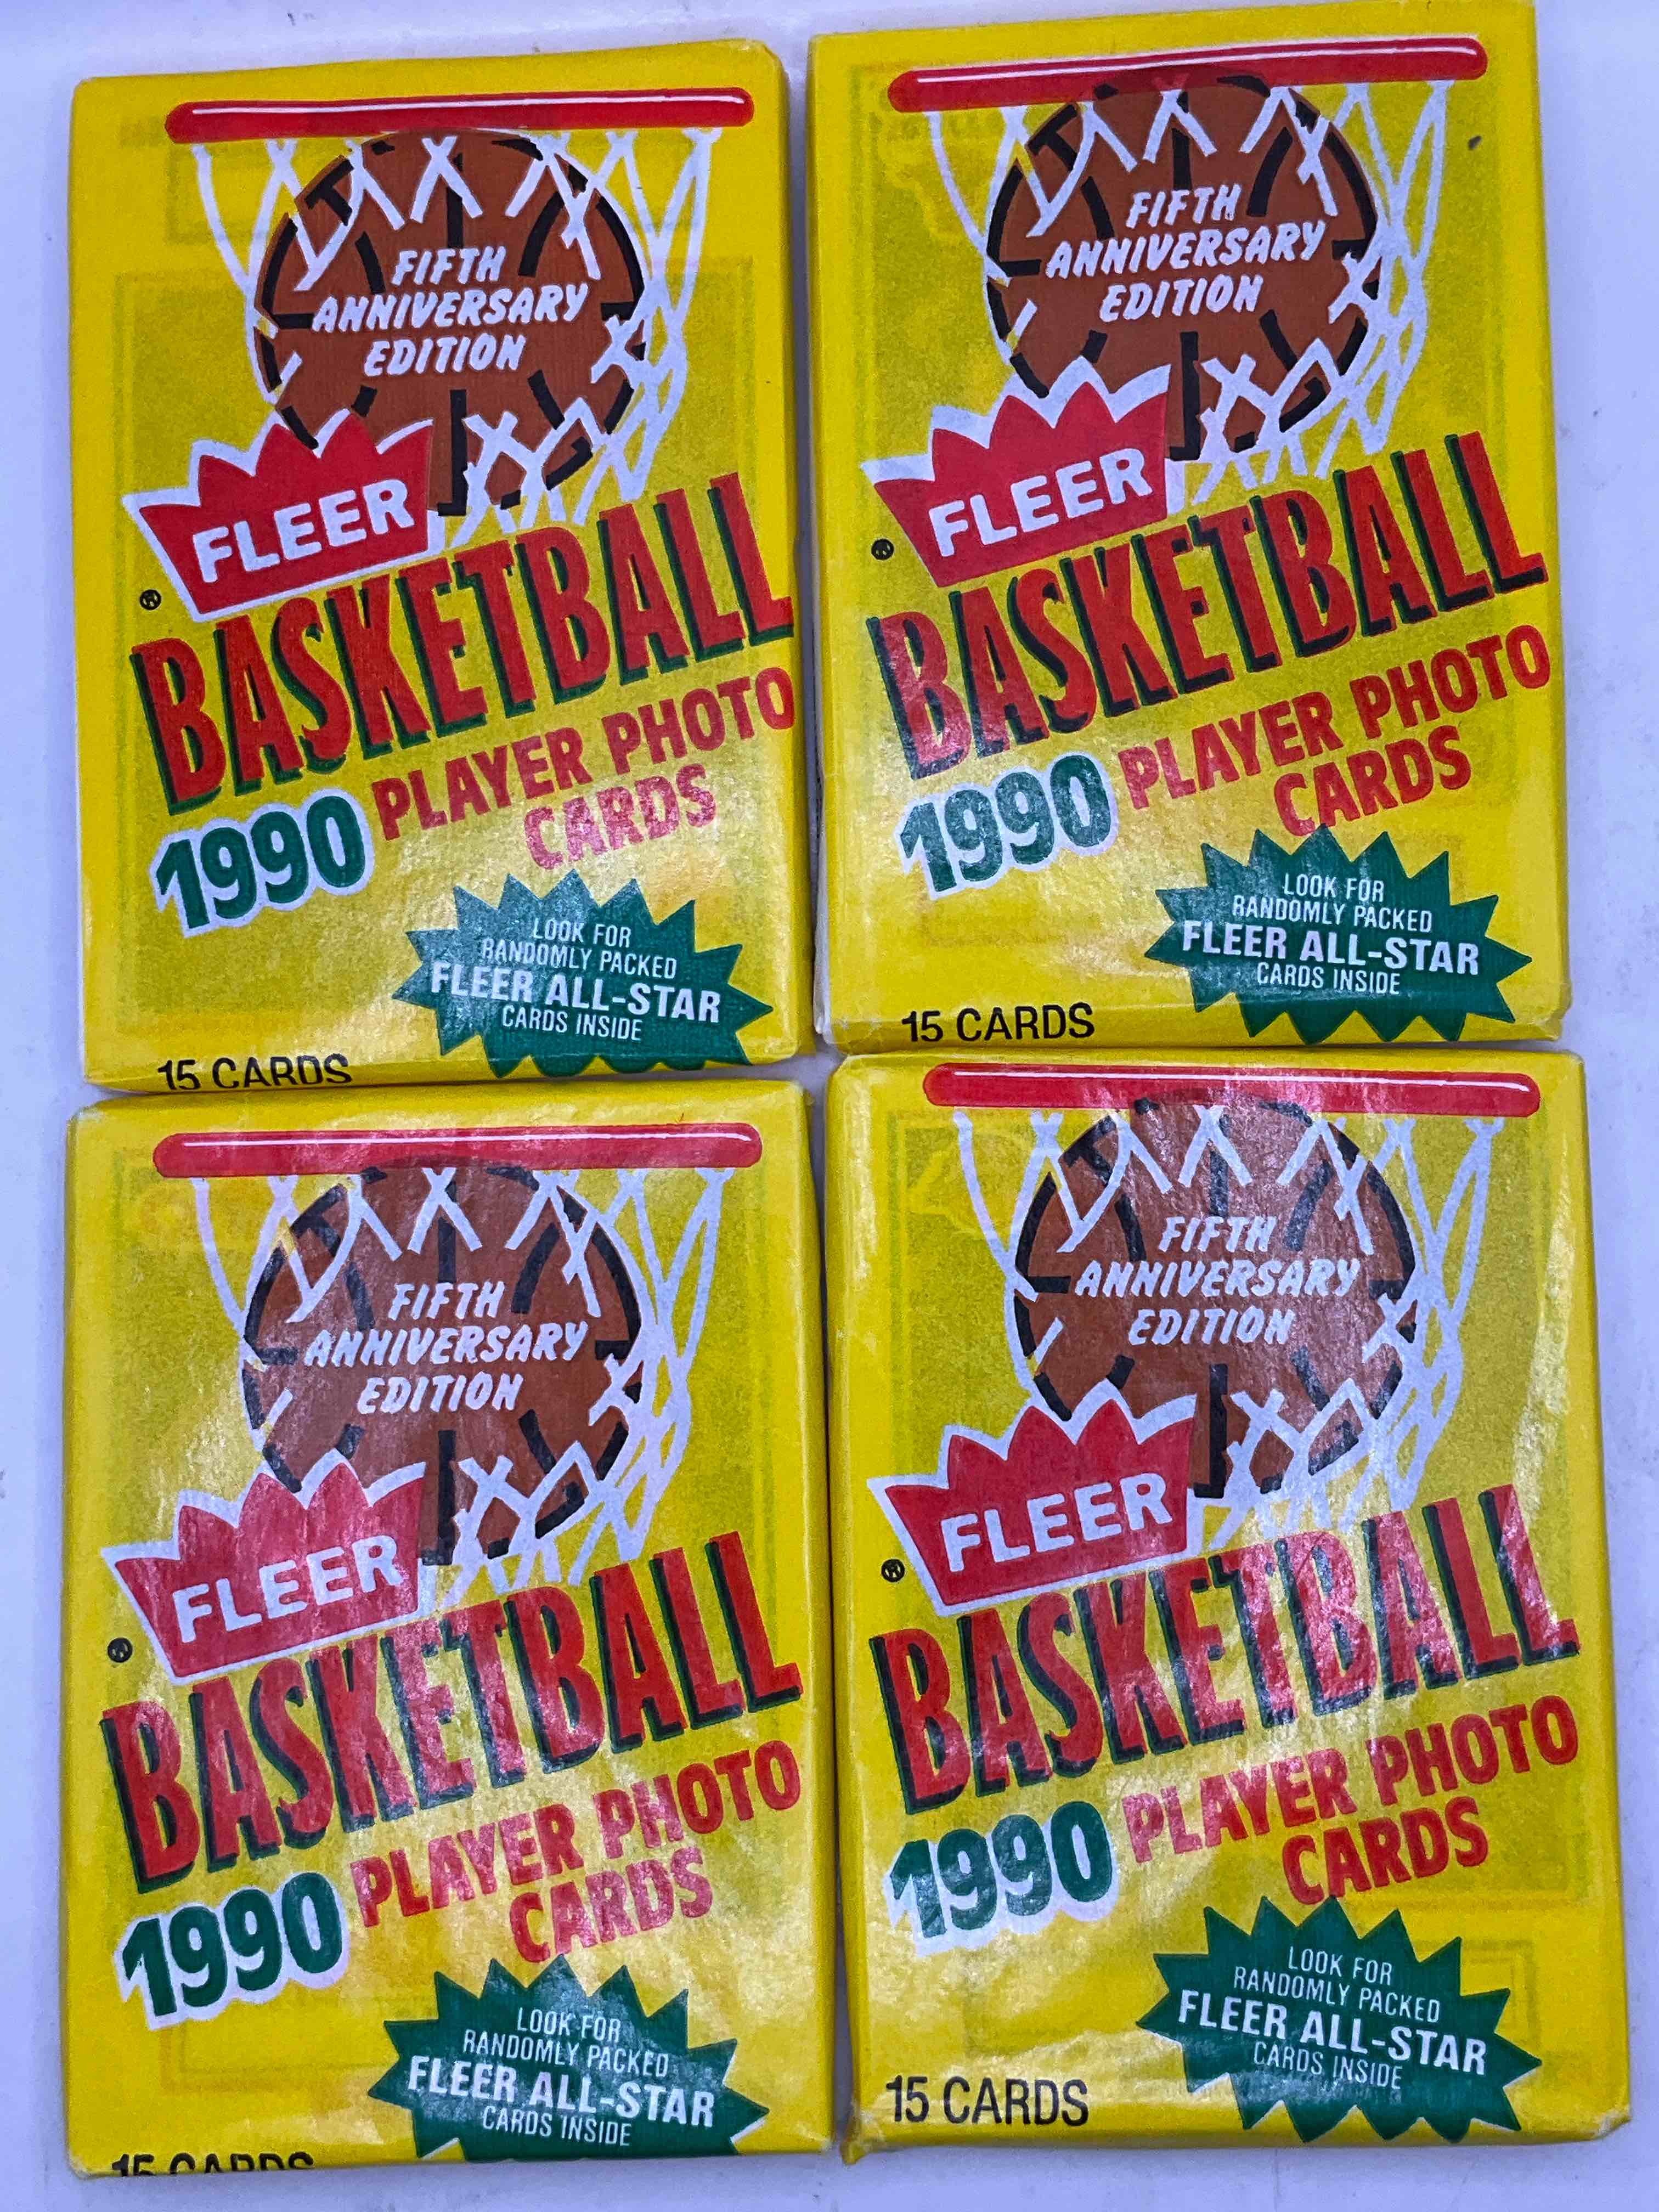 FIFTH
ANNIVERSARY
EDITION
FLEER
®
BASKETBALL
1990 PLAYER PHOTO
CARDS
LOOK FOR
RANDOMLY PACKED
FLEER ALL-STAR
CARDS INSIDE
15 CARDS
FIFTH
ANNIVERSARY
EDITION
FLEER
®
BASKETBALL
1990 PLAYER PHOTO
CARDS
LOOK FOR
RANDOMLY PACKED
FLEER ALL-STAR
CARDS INSIDE
15 CARDS
FIFTH
ANNIVERSARY
EDITION
FLEER
®
BASKETBALL
1990 PLAYER PHOTO
CARDS
LOOK FOR
RANDOMLY PACKED
FLEER ALL-STAR
CARDS INSIDE
15 CARDS
FIFTH
ANNIVERSARY
EDITION
FLEER
®
BASKETBALL
1990 PLAYER PHOTO
CARDS
LOOK FOR
RANDOMLY PACKED
FLEER ALL-STAR
CARDS INSIDE
15 CARDS